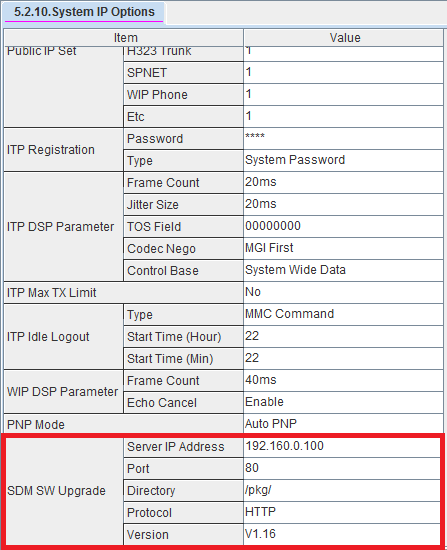 5.2.10.System IP Options
Item Value
Public IP Set H323 Trunk 1
SPNET 1
WIP Phone 1
Etc 1
ITP Registration Password ****
Type System Password
ITP DSP Parameter Frame Count 20ms
Jitter Size 20ms
TOS Field 00000000
Codec Nego MGI First
Control Base System Wide Data
ITP Max TX Limit No
ITP Idle Logout Type MMC Command
Start Time (Hour) 22
Start Time (Min) 22
WIP DSP Parameter Frame Count 40ms
Echo Cancel Enable
PNP Mode Auto PNP
SDM SW Upgrade Server IP Address 192.160.0.100
Port 80
Directory /pkg/
Protocol HTTP
Version V1.16